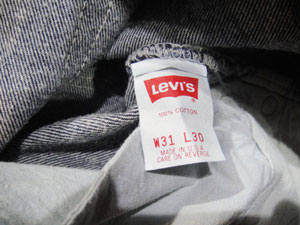 LEVI'S
®
100% COTTON
W31 L30
MADE IN U.S.A
CARE ON REVERSE